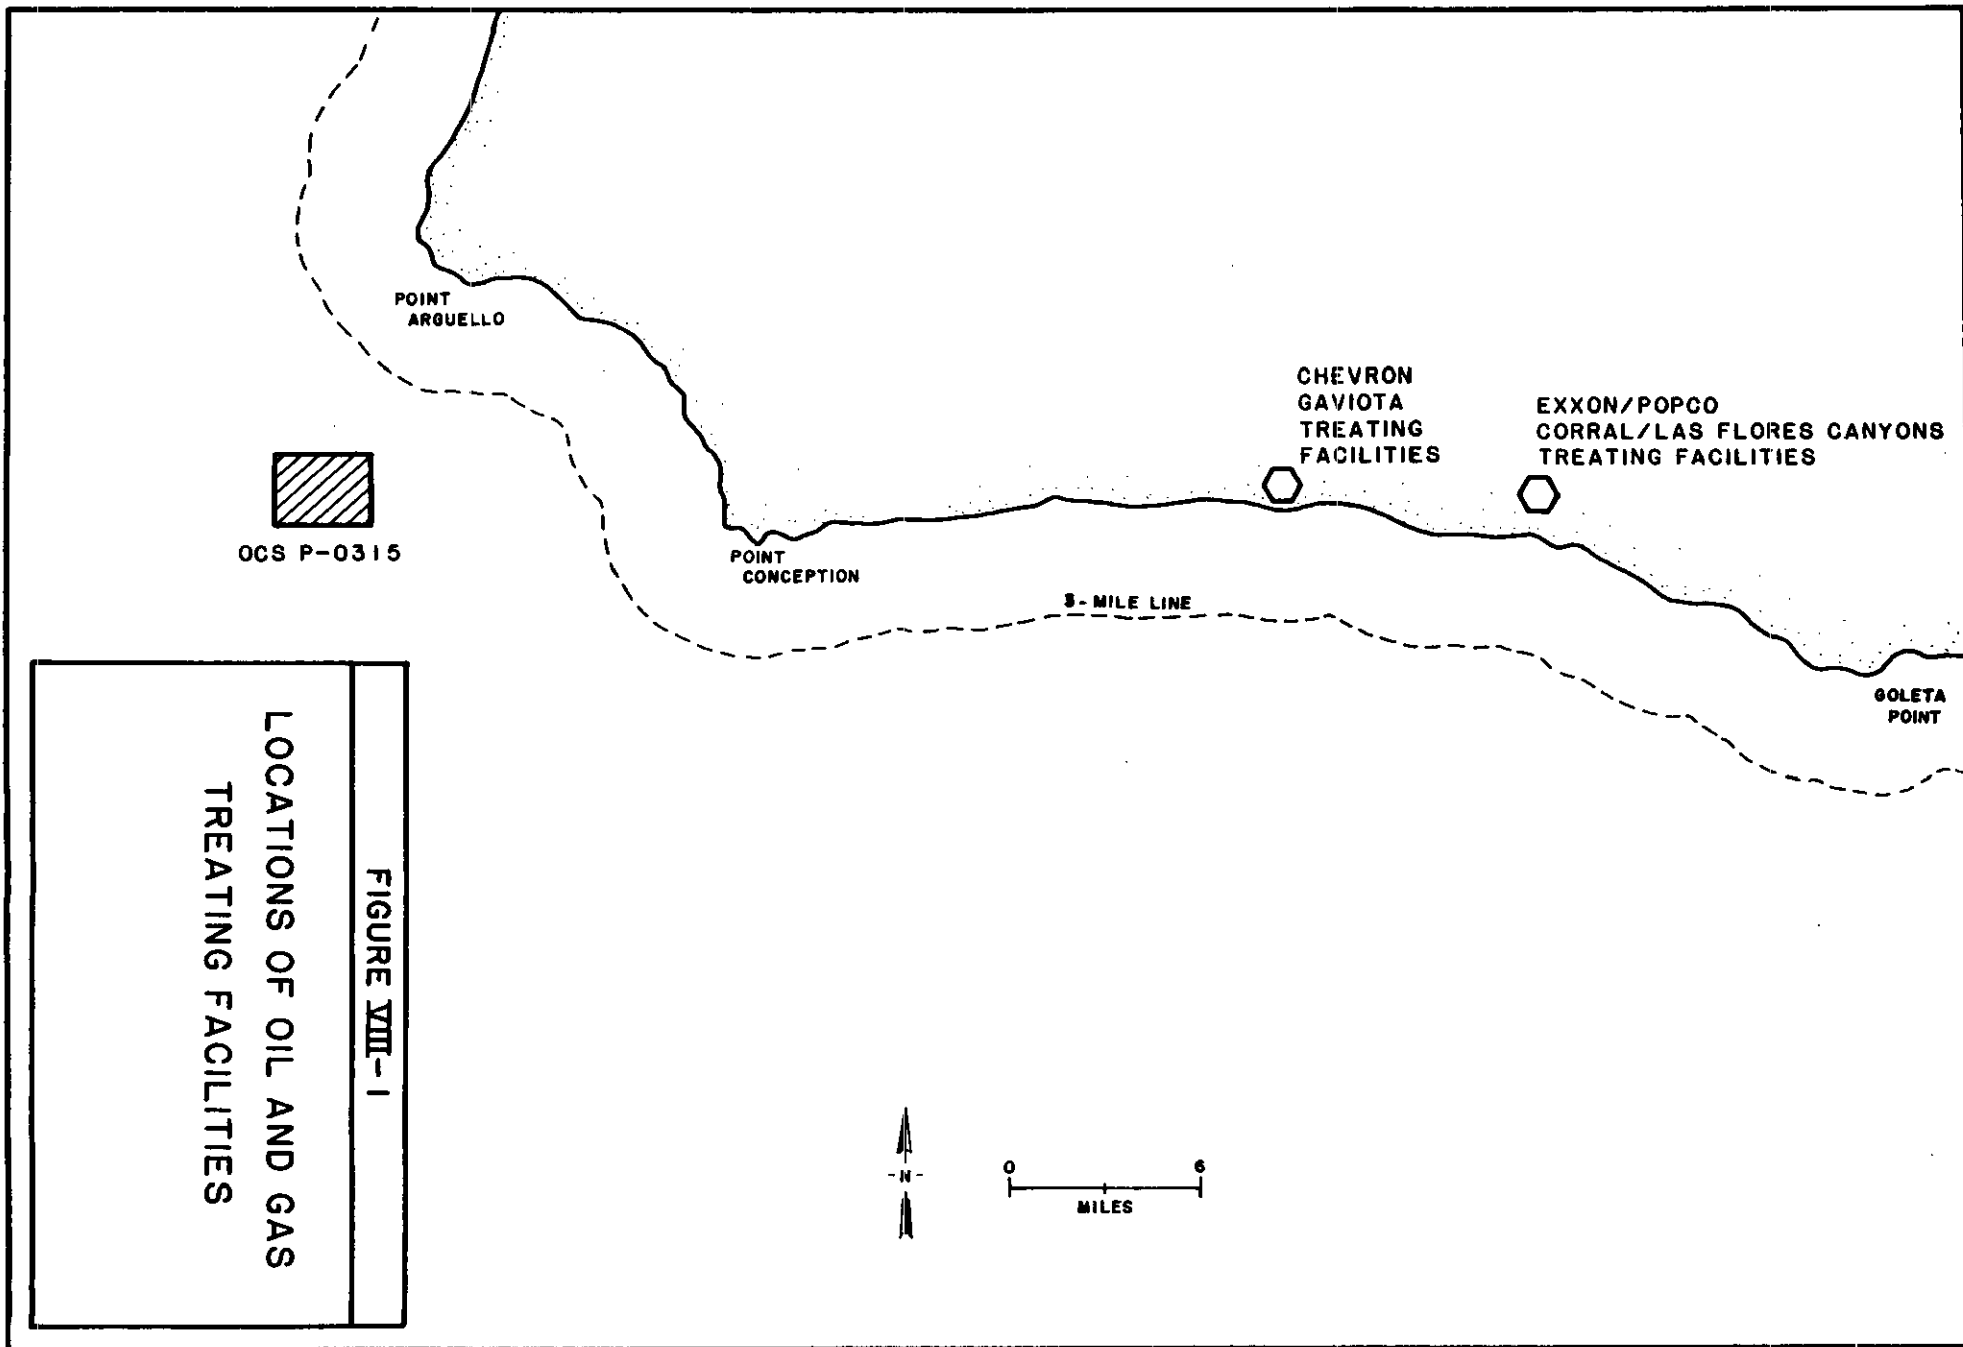 POINT
ARGUELLO
CHEVRON
GAVIOTA
TREATING
FACILITIES
EXXON/POPCO
CORRAL/LAS FLORES CANYONS
TREATING FACILITIES
OCS P-0315
POINT
CONCEPTION
3-MILE LINE
GOLETA
POINT
FIGURE VIII-1
LOCATIONS OF OIL AND GAS
TREATING FACILITIES
N
0 6
MILES